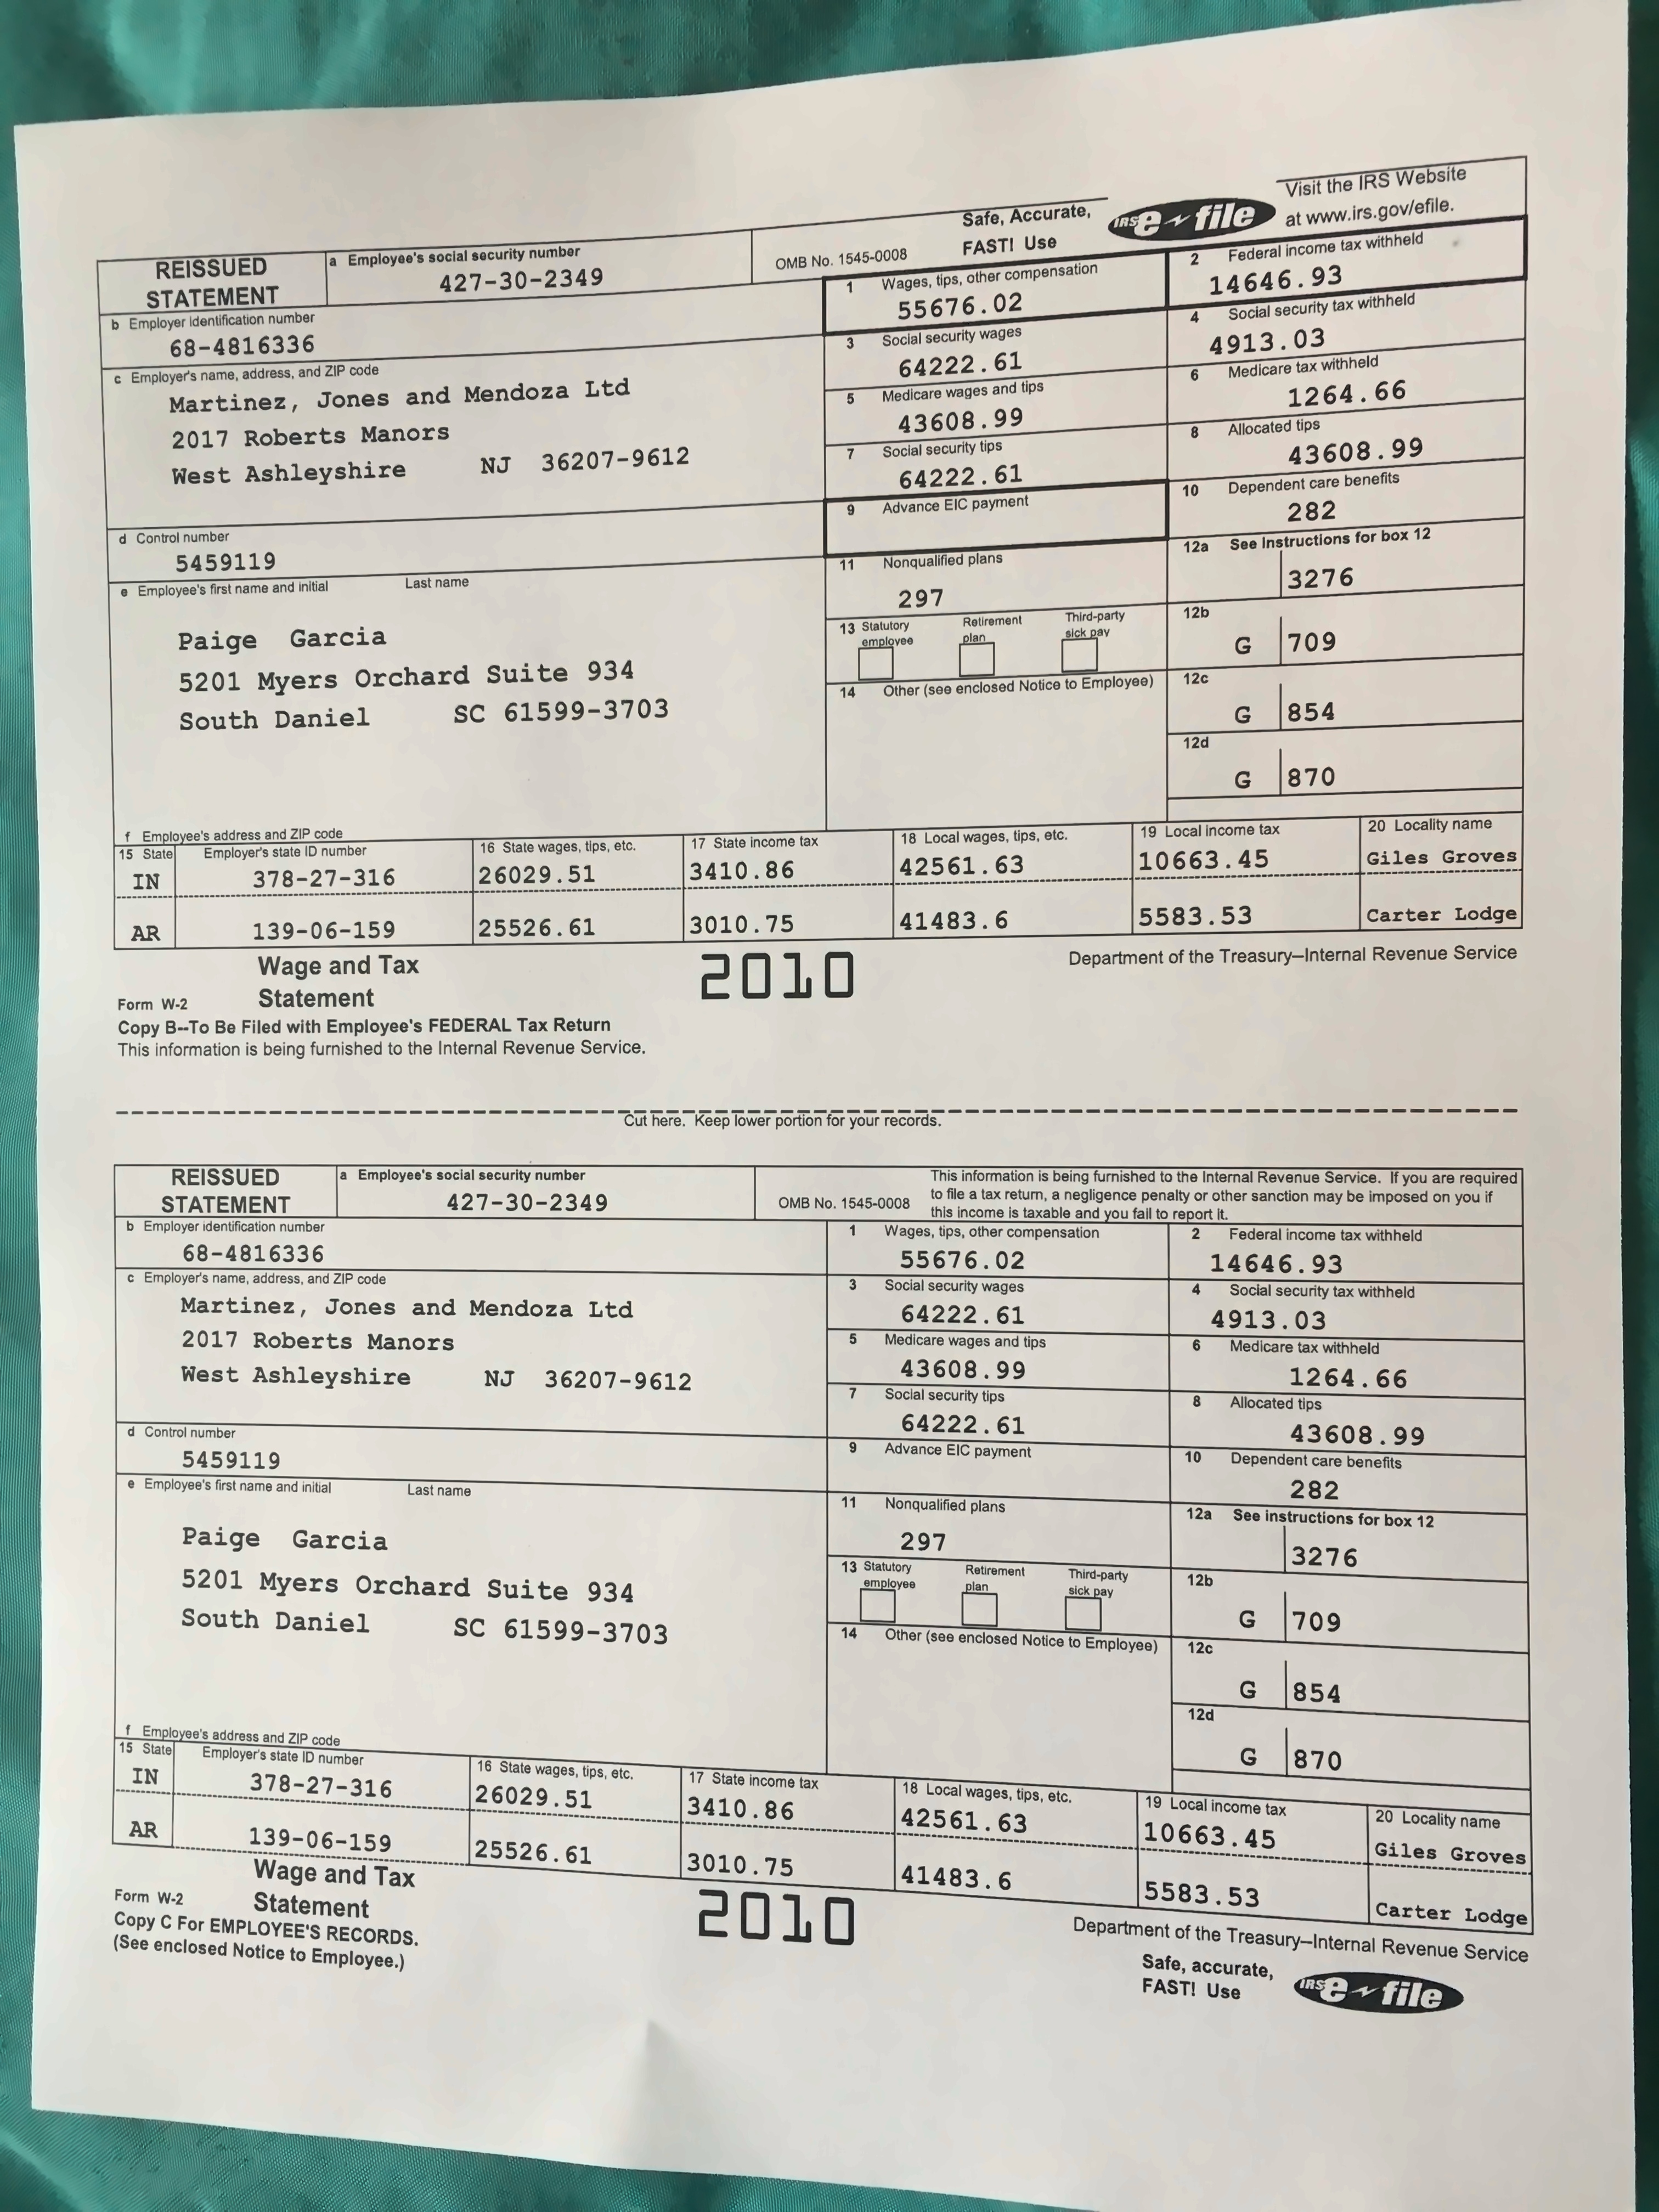 Visit the IRS Website
Safe, Accurate, IRS e~file at www.irs.gov/efile.
FAST! Use
REISSUED STATEMENT
a Employee's social security number
427-30-2349
OMB No. 1545-0008
1 Wages, tips, other compensation
55676.02
2 Federal income tax withheld
14646.93
b Employer identification number
68-4816336
3 Social security wages
64222.61
4 Social security tax withheld
4913.03
c Employer's name, address, and ZIP code
Martinez, Jones and Mendoza Ltd
2017 Roberts Manors
West Ashleyshire NJ 36207-9612
5 Medicare wages and tips
43608.99
6 Medicare tax withheld
1264.66
7 Social security tips
64222.61
8 Allocated tips
43608.99
d Control number
5459119
9 Advance EIC payment
10 Dependent care benefits
282
e Employee's first name and initial Last name
Paige Garcia
5201 Myers Orchard Suite 934
South Daniel SC 61599-3703
11 Nonqualified plans
297
12a See Instructions for box 12
3276
13 Statutory employee Retirement plan Third-party sick pay
12b
G 709
14 Other (see enclosed Notice to Employee)
12c
G 854
12d
G 870
f Employee's address and ZIP code
15 State Employer's state ID number 16 State wages, tips, etc. 17 State income tax 18 Local wages, tips, etc. 19 Local income tax 20 Locality name
IN 378-27-316 26029.51 3410.86 42561.63 10663.45 Giles Groves
AR 139-06-159 25526.61 3010.75 41483.6 5583.53 Carter Lodge
Wage and Tax
Form W-2 Statement 2010 Department of the Treasury–Internal Revenue Service
Copy B--To Be Filed with Employee's FEDERAL Tax Return
This information is being furnished to the Internal Revenue Service.
Cut here. Keep lower portion for your records.
REISSUED STATEMENT
a Employee's social security number
427-30-2349
OMB No. 1545-0008
This information is being furnished to the Internal Revenue Service. If you are required
to file a tax return, a negligence penalty or other sanction may be imposed on you if
this income is taxable and you fail to report it.
b Employer identification number
68-4816336
1 Wages, tips, other compensation
55676.02
2 Federal income tax withheld
14646.93
c Employer's name, address, and ZIP code
Martinez, Jones and Mendoza Ltd
2017 Roberts Manors
West Ashleyshire NJ 36207-9612
3 Social security wages
64222.61
4 Social security tax withheld
4913.03
5 Medicare wages and tips
43608.99
6 Medicare tax withheld
1264.66
7 Social security tips
64222.61
8 Allocated tips
43608.99
d Control number
5459119
9 Advance EIC payment
10 Dependent care benefits
282
e Employee's first name and initial Last name
Paige Garcia
5201 Myers Orchard Suite 934
South Daniel SC 61599-3703
11 Nonqualified plans
297
12a See instructions for box 12
3276
13 Statutory employee Retirement plan Third-party sick pay
12b
G 709
14 Other (see enclosed Notice to Employee)
12c
G 854
12d
G 870
f Employee's address and ZIP code
15 State Employer's state ID number 16 State wages, tips, etc. 17 State income tax 18 Local wages, tips, etc. 19 Local income tax 20 Locality name
IN 378-27-316 26029.51 3410.86 42561.63 10663.45 Giles Groves
AR 139-06-159 25526.61 3010.75 41483.6 5583.53 Carter Lodge
Wage and Tax
Form W-2 Statement 2010 Department of the Treasury–Internal Revenue Service
Copy C For EMPLOYEE'S RECORDS.
(See enclosed Notice to Employee.)
Safe, accurate,
FAST! Use IRS e~file